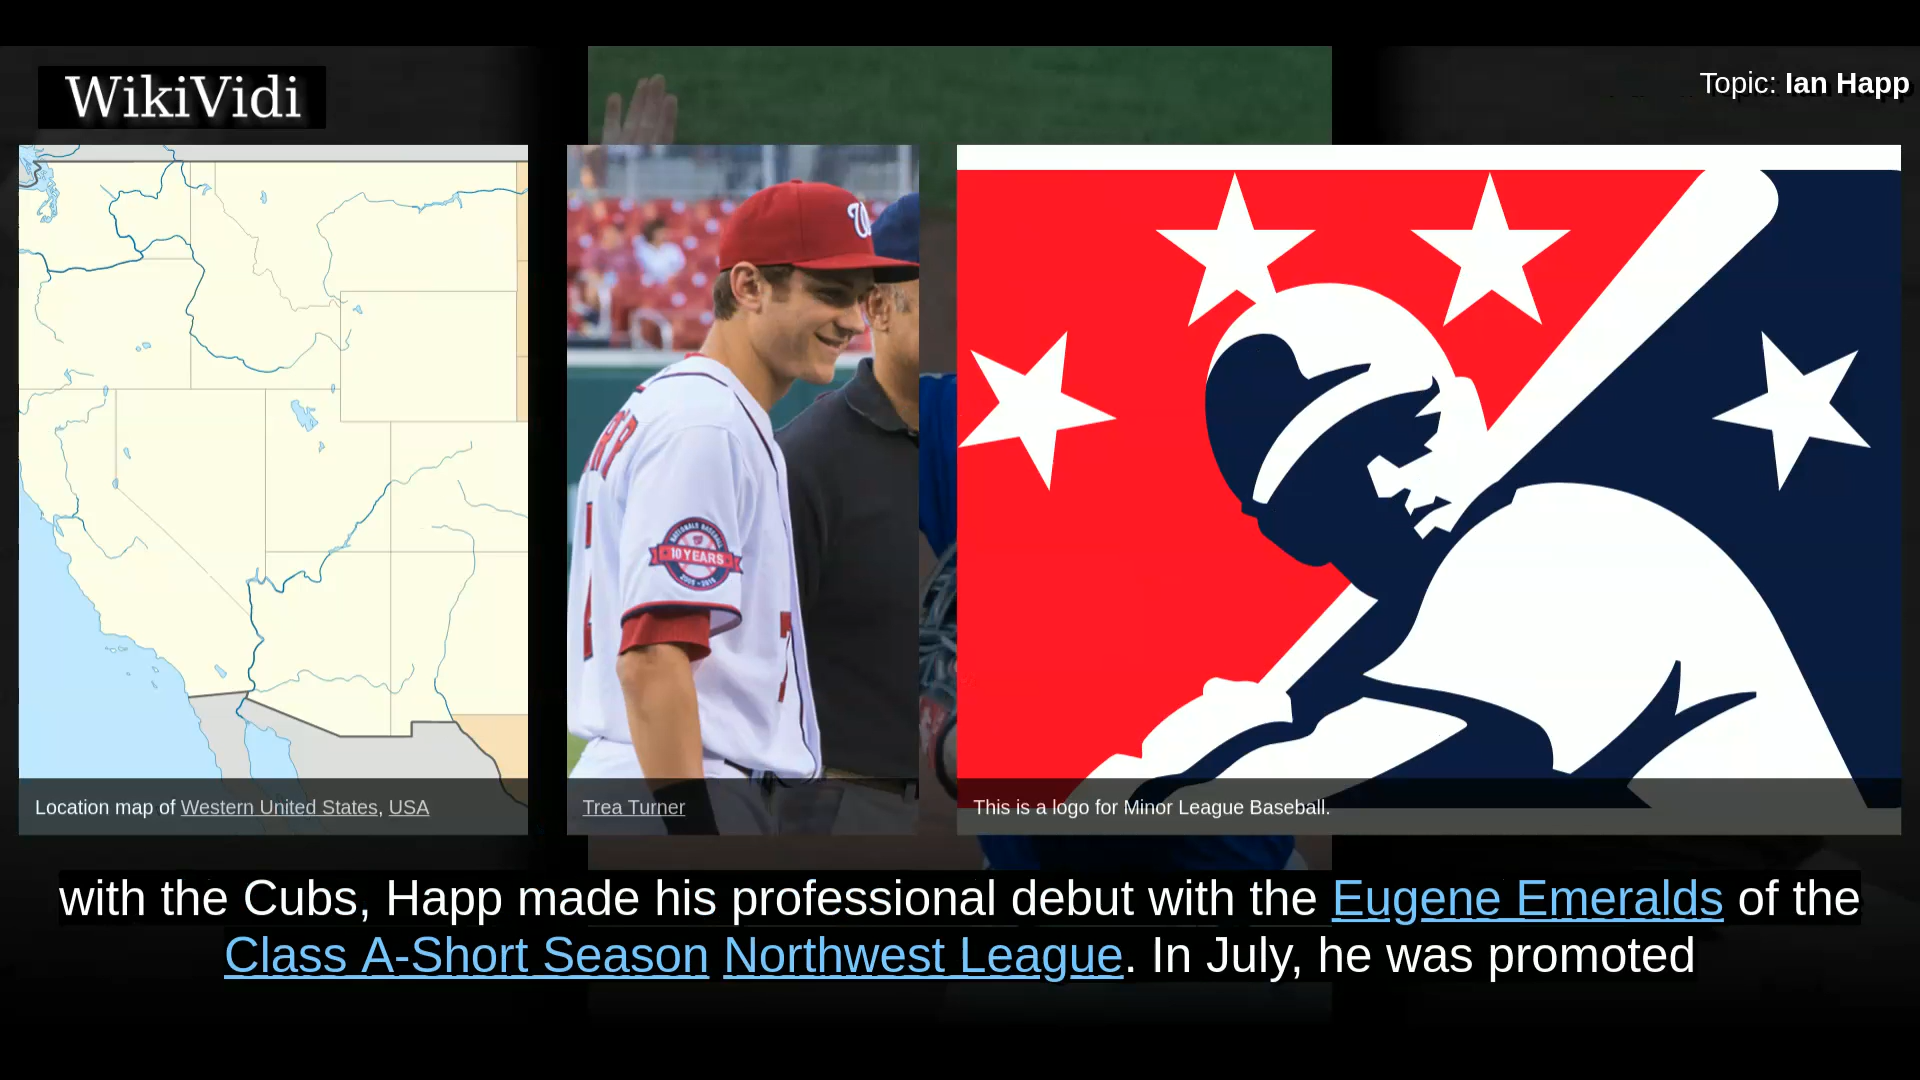 WikiVidi
Topic: Ian Happ
10 YEARS
Location map of Western United States, USA
Trea Turner
This is a logo for Minor League Baseball.
with the Cubs, Happ made his professional debut with the Eugene Emeralds of the
Class A-Short Season Northwest League. In July, he was promoted